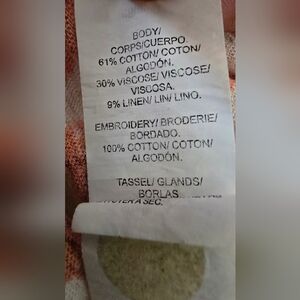 BODY/
CORPS/CUERPO.
61% COTTON/ COTON/
ALGODÓN.
30% VISCOSE/ VISCOSE/
VISCOSA.
9% LINEN/ LIN/ LINO.
EMBROIDERY/ BRODERIE/
BORDADO.
100% COTTON/ COTON/
ALGODÓN.
TASSEL/ GLANDS/
BORLAS
A SEC.